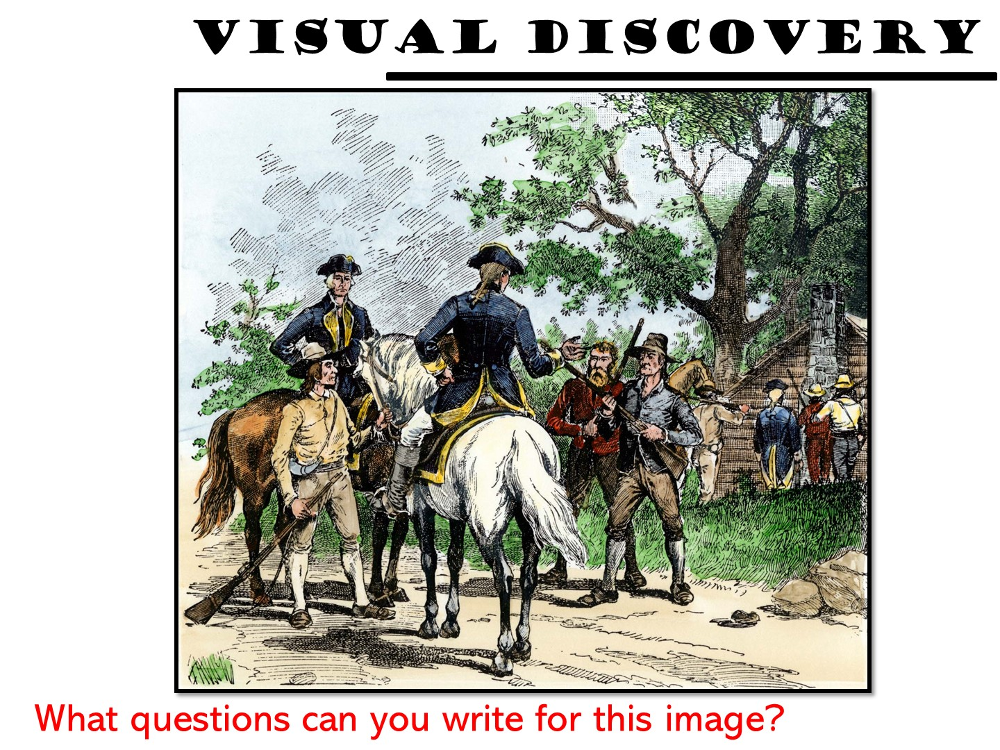 VISUAL DISCOVERY
What questions can you write for this image?